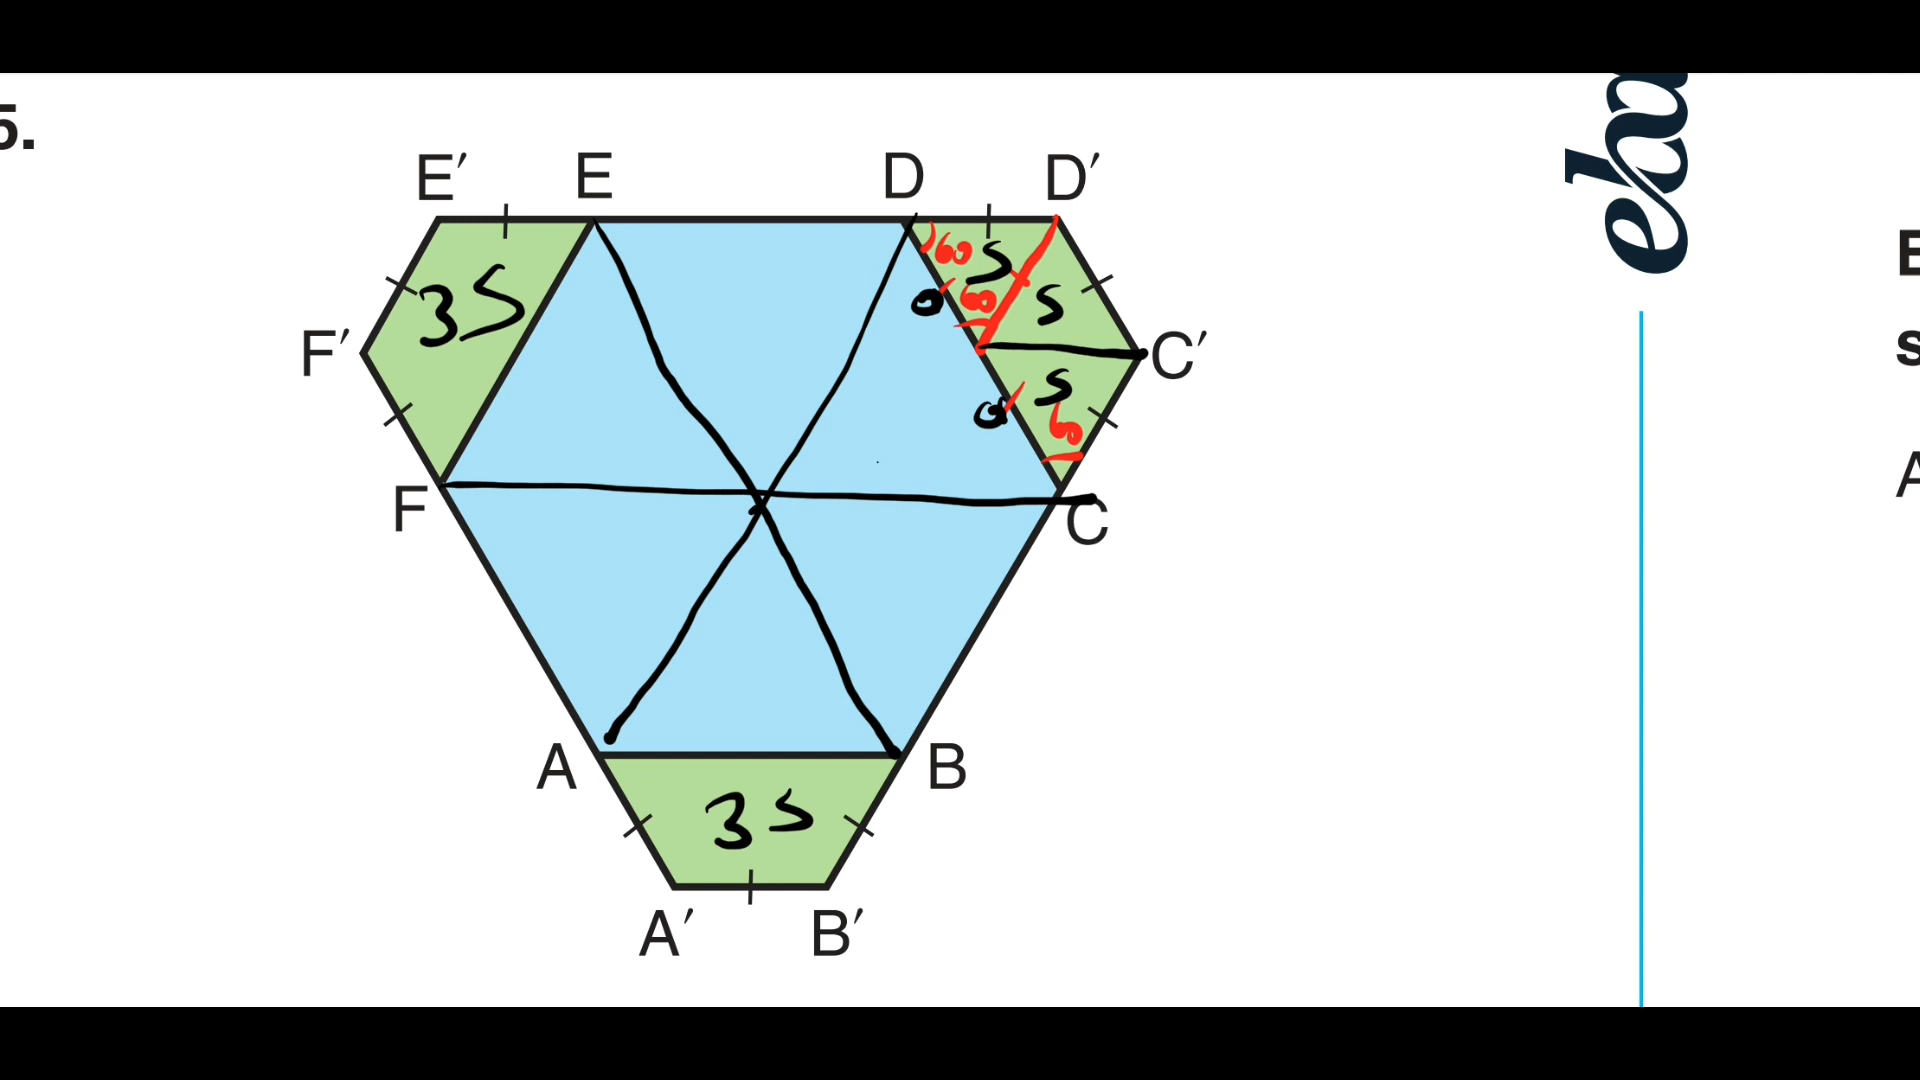 5.
E′ E D D′
60 S
3S 60 S
F′ C′
S
60
F C
A B
3S
A′ B′